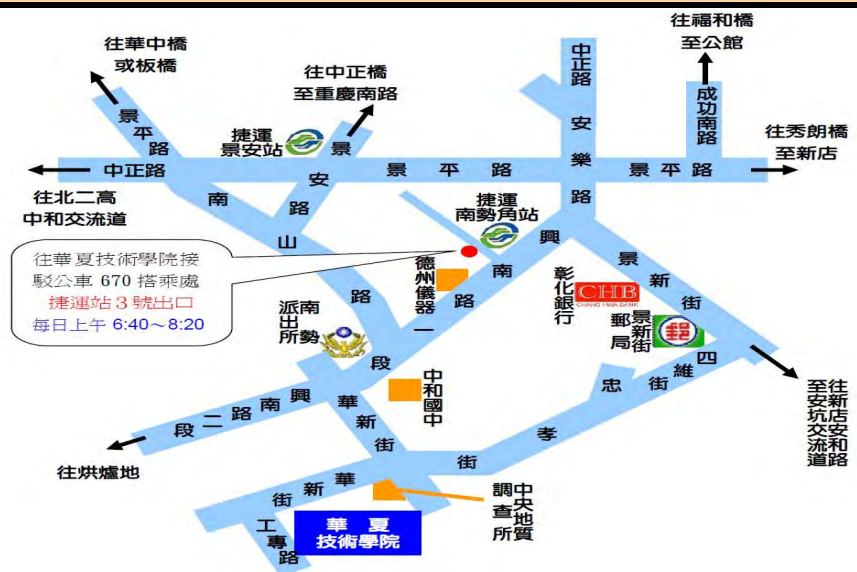 往華中橋
或板橋
往中正橋
至重慶南路
往福和橋
至公館
往秀朗橋
至新店
往北二高
中和交流道
景平路
中正路
捷運
景安站
景安路
景平路
中正路
安樂路
成功南路
景平路
南山路
捷運
南勢角站
往華夏技術學院接
駁公車 670 搭乘處
捷運站 3 號出口
每日上午 6:40～8:20
德州儀器
興南路一段
彰化銀行
CHB
CHANG HWA BANK
景新街
景新街
郵局
郵
南勢
派出所
中和國中
四維街
忠孝街
往新店安和路
至安坑交流道
興南路二段
往烘爐地
華新街
華新街
中央地質
調查所
工專路
華夏
技術學院